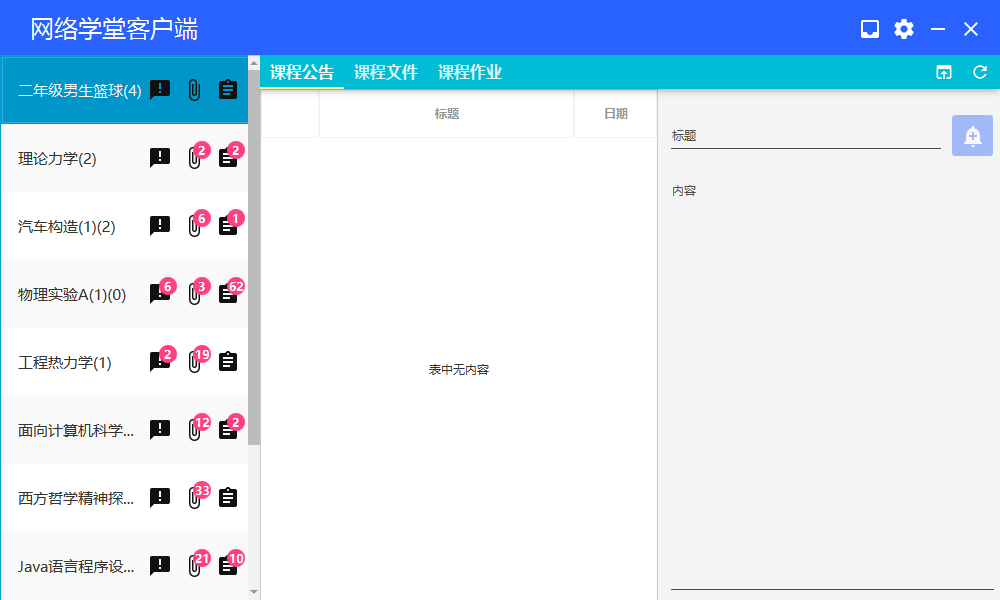 网络学堂客户端
二年级男生篮球(4)
课程公告 课程文件 课程作业
标题 日期
标题
内容
表中无内容
理论力学(2) 2 2
汽车构造(1)(2) 6 1
物理实验A(1)(0) 6 3 62
工程热力学(1) 2 19
面向计算机科学... 12 2
西方哲学精神探... 33
Java语言程序设... 21 10